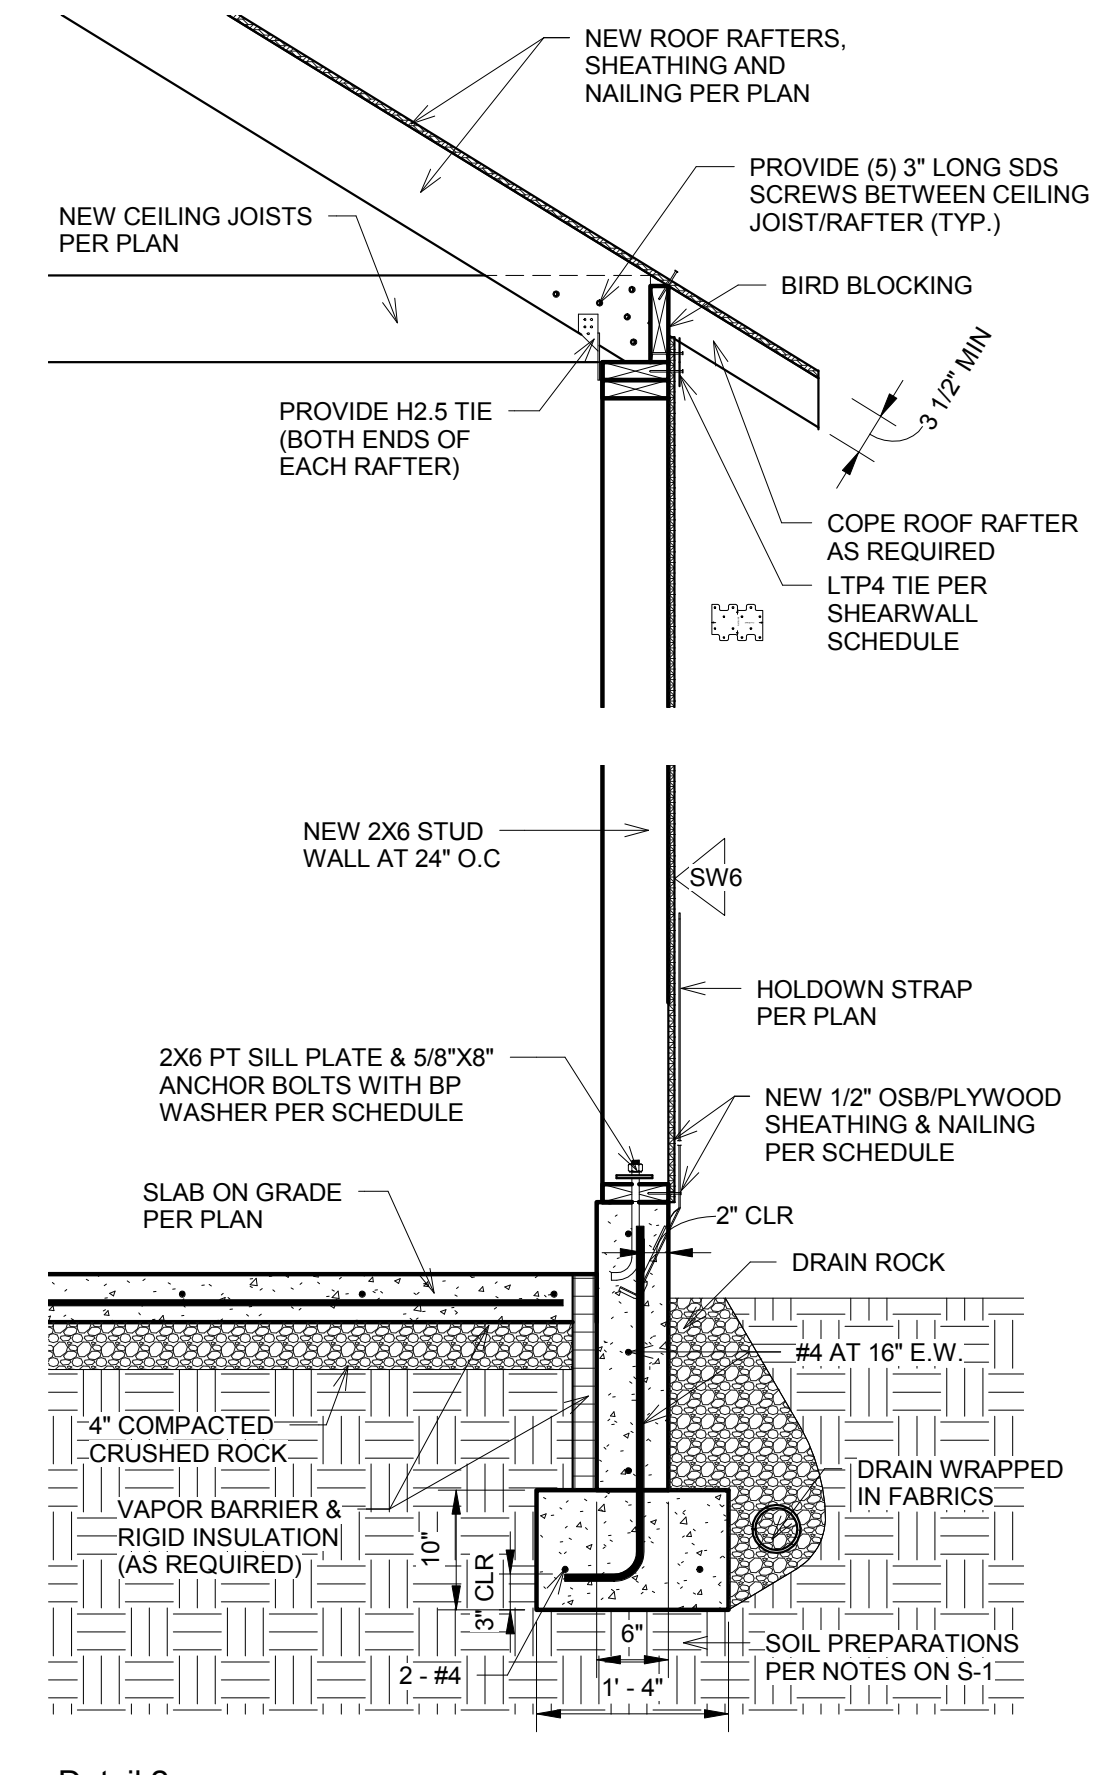 NEW ROOF RAFTERS,
SHEATHING AND
NAILING PER PLAN
PROVIDE (5) 3" LONG SDS
SCREWS BETWEEN CEILING
JOIST/RAFTER (TYP.)
NEW CEILING JOISTS
PER PLAN
BIRD BLOCKING
3 1/2" MIN
PROVIDE H2.5 TIE
(BOTH ENDS OF
EACH RAFTER)
COPE ROOF RAFTER
AS REQUIRED
LTP4 TIE PER
SHEARWALL
SCHEDULE
NEW 2X6 STUD
WALL AT 24" O.C
SW6
HOLDOWN STRAP
PER PLAN
2X6 PT SILL PLATE & 5/8"X8"
ANCHOR BOLTS WITH BP
WASHER PER SCHEDULE
NEW 1/2" OSB/PLYWOOD
SHEATHING & NAILING
PER SCHEDULE
SLAB ON GRADE
PER PLAN
2" CLR
DRAIN ROCK
#4 AT 16" E.W.
4" COMPACTED
CRUSHED ROCK
DRAIN WRAPPED
IN FABRICS
VAPOR BARRIER &
RIGID INSULATION
(AS REQUIRED)
10"
3" CLR
6"
SOIL PREPARATIONS
PER NOTES ON S-1
2 - #4
1' - 4"